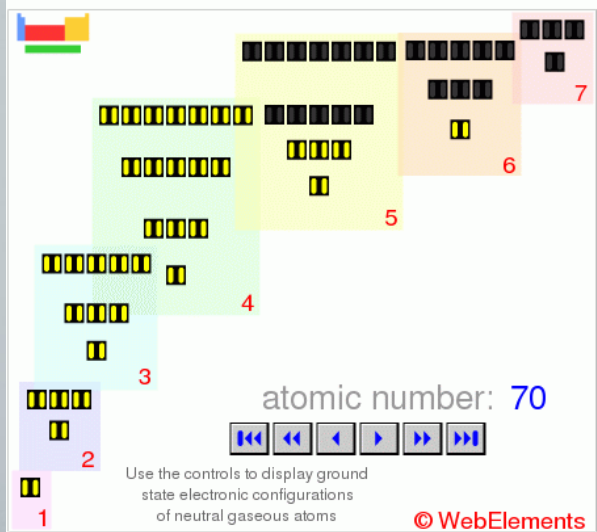 7
6
5
4
3
2
1
atomic number: 70
Use the controls to display ground
state electronic configurations
of neutral gaseous atoms
© WebElements